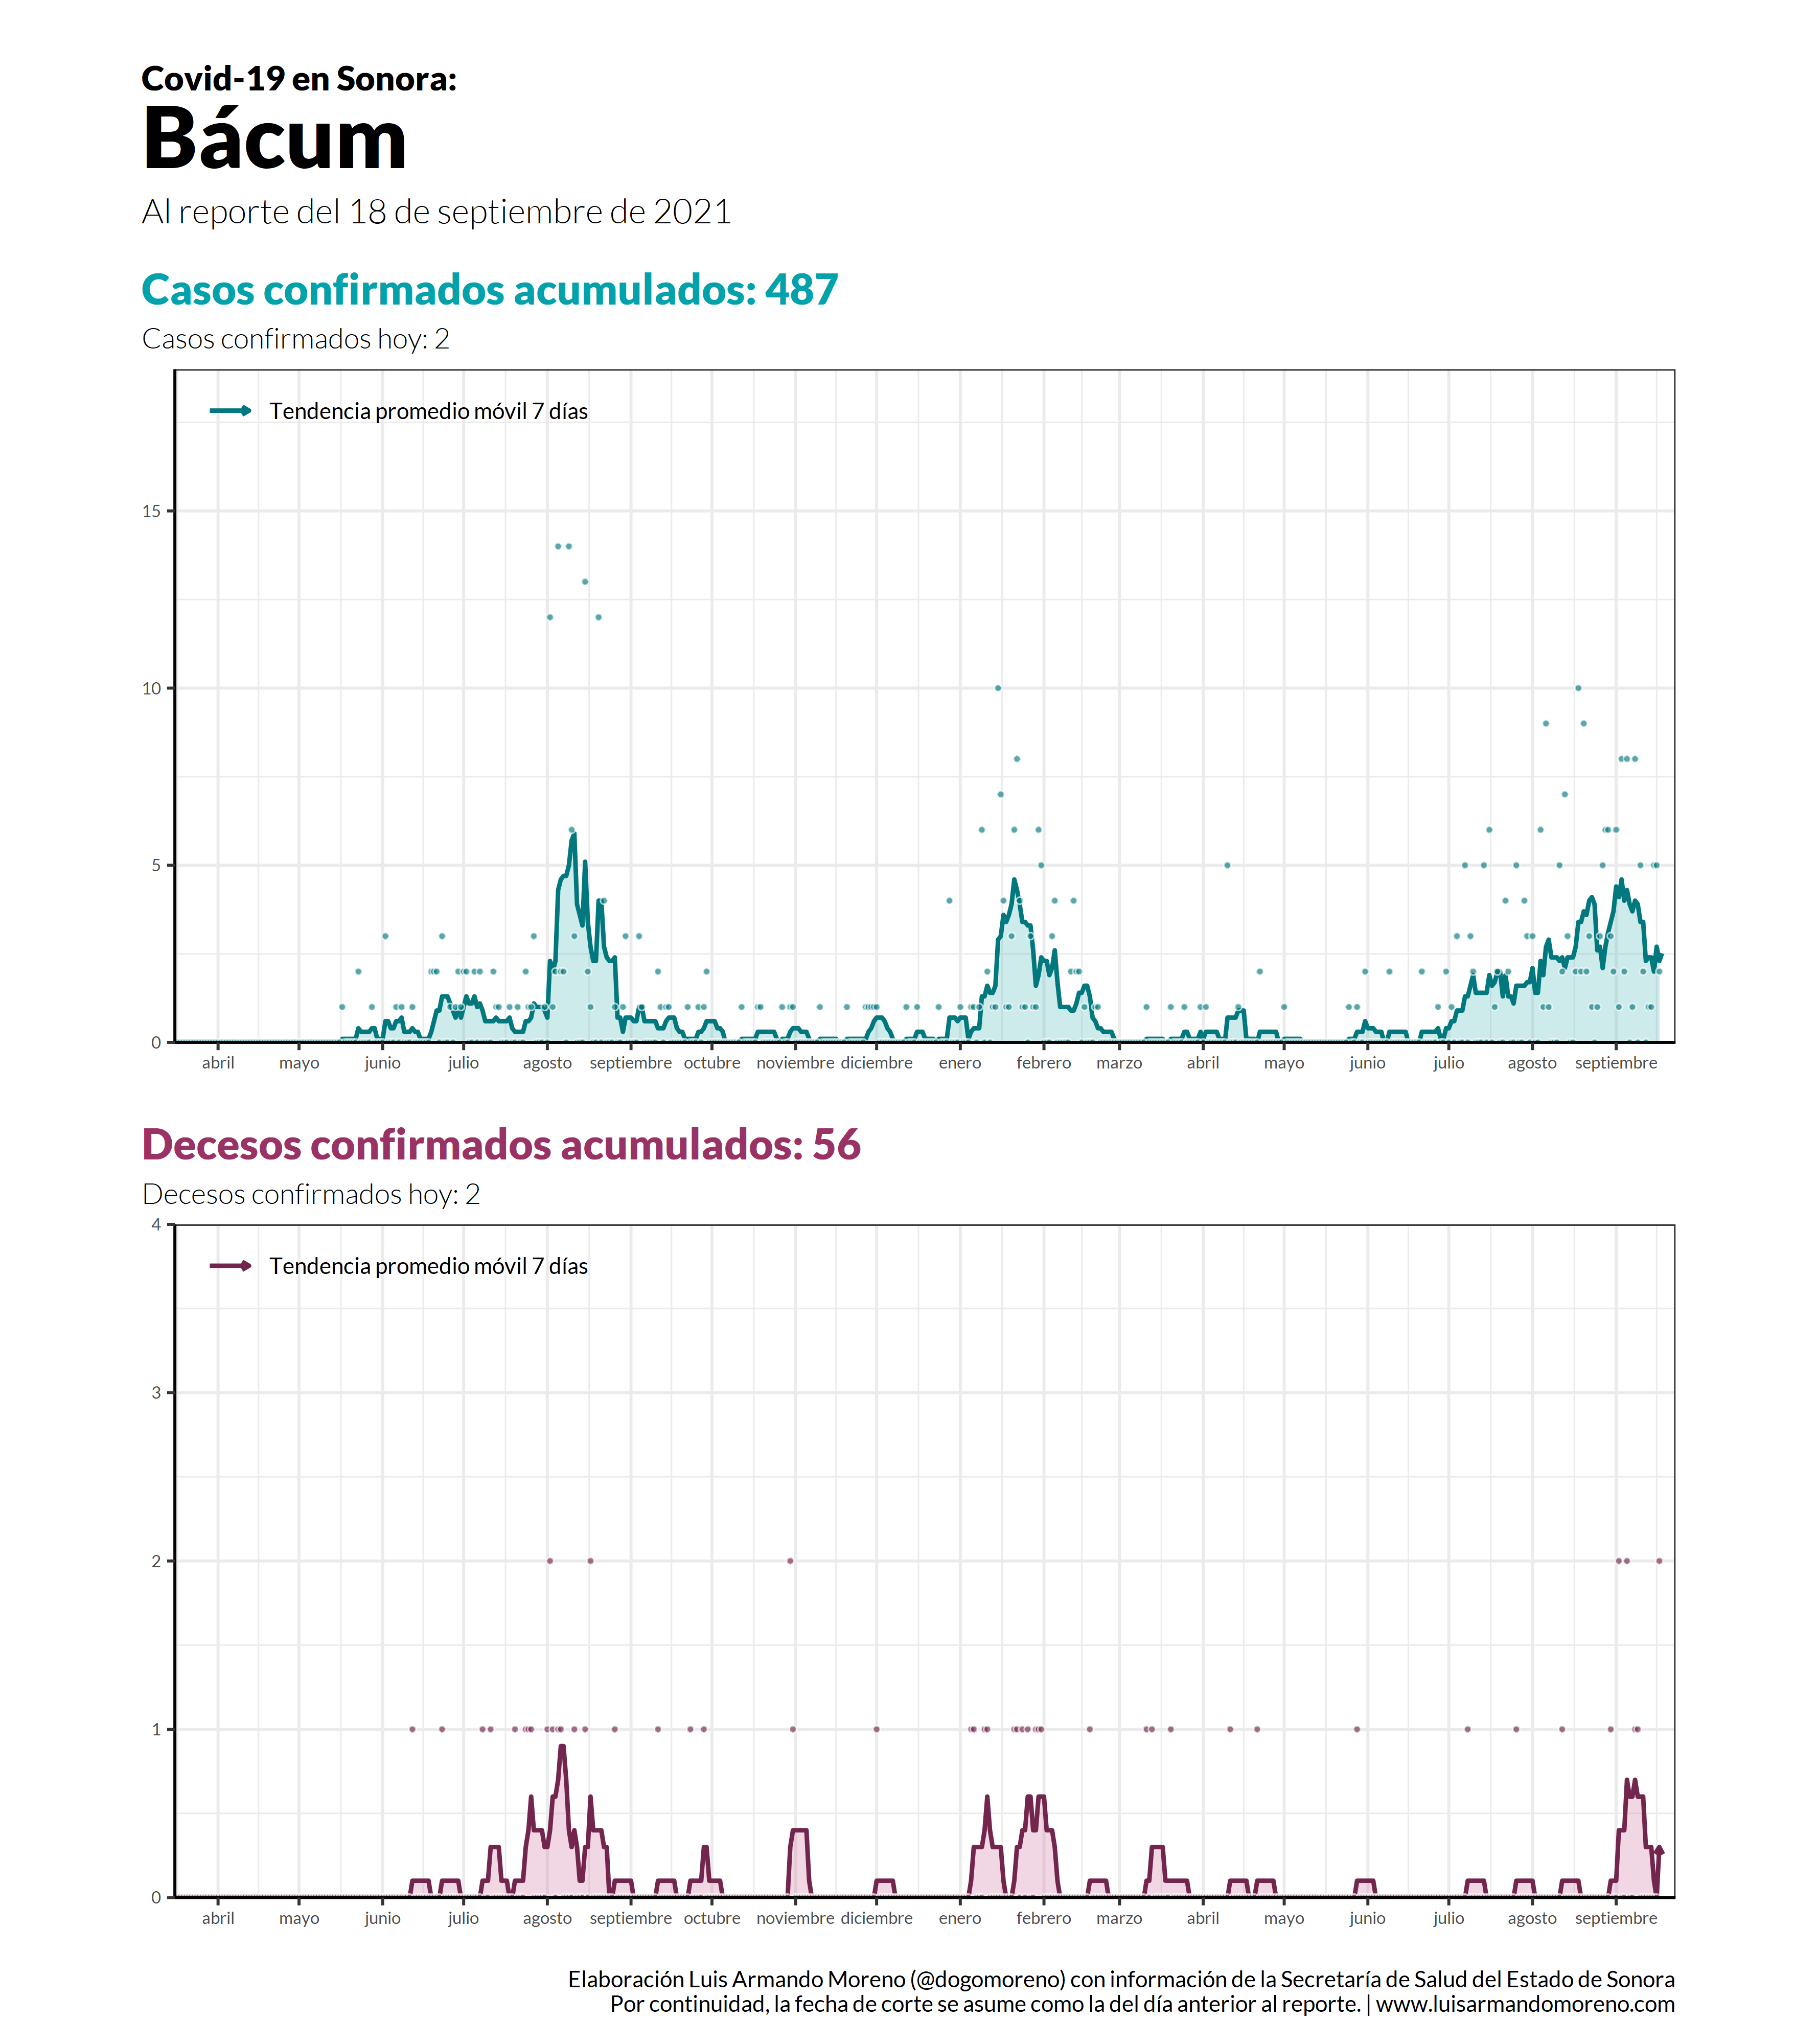 Covid-19 en Sonora:
Bácum
Al reporte del 18 de septiembre de 2021
Casos confirmados acumulados: 487
Casos confirmados hoy: 2
Tendencia promedio móvil 7 días
15
10
5
0
abril mayo junio julio agosto septiembre octubre noviembre diciembre enero febrero marzo abril mayo junio julio agosto septiembre
Decesos confirmados acumulados: 56
Decesos confirmados hoy: 2
4
Tendencia promedio móvil 7 días
3
2
1
0
abril mayo junio julio agosto septiembre octubre noviembre diciembre enero febrero marzo abril mayo junio julio agosto septiembre
Elaboración Luis Armando Moreno (@dogomoreno) con información de la Secretaría de Salud del Estado de Sonora
Por continuidad, la fecha de corte se asume como la del día anterior al reporte. | www.luisarmandomoreno.com